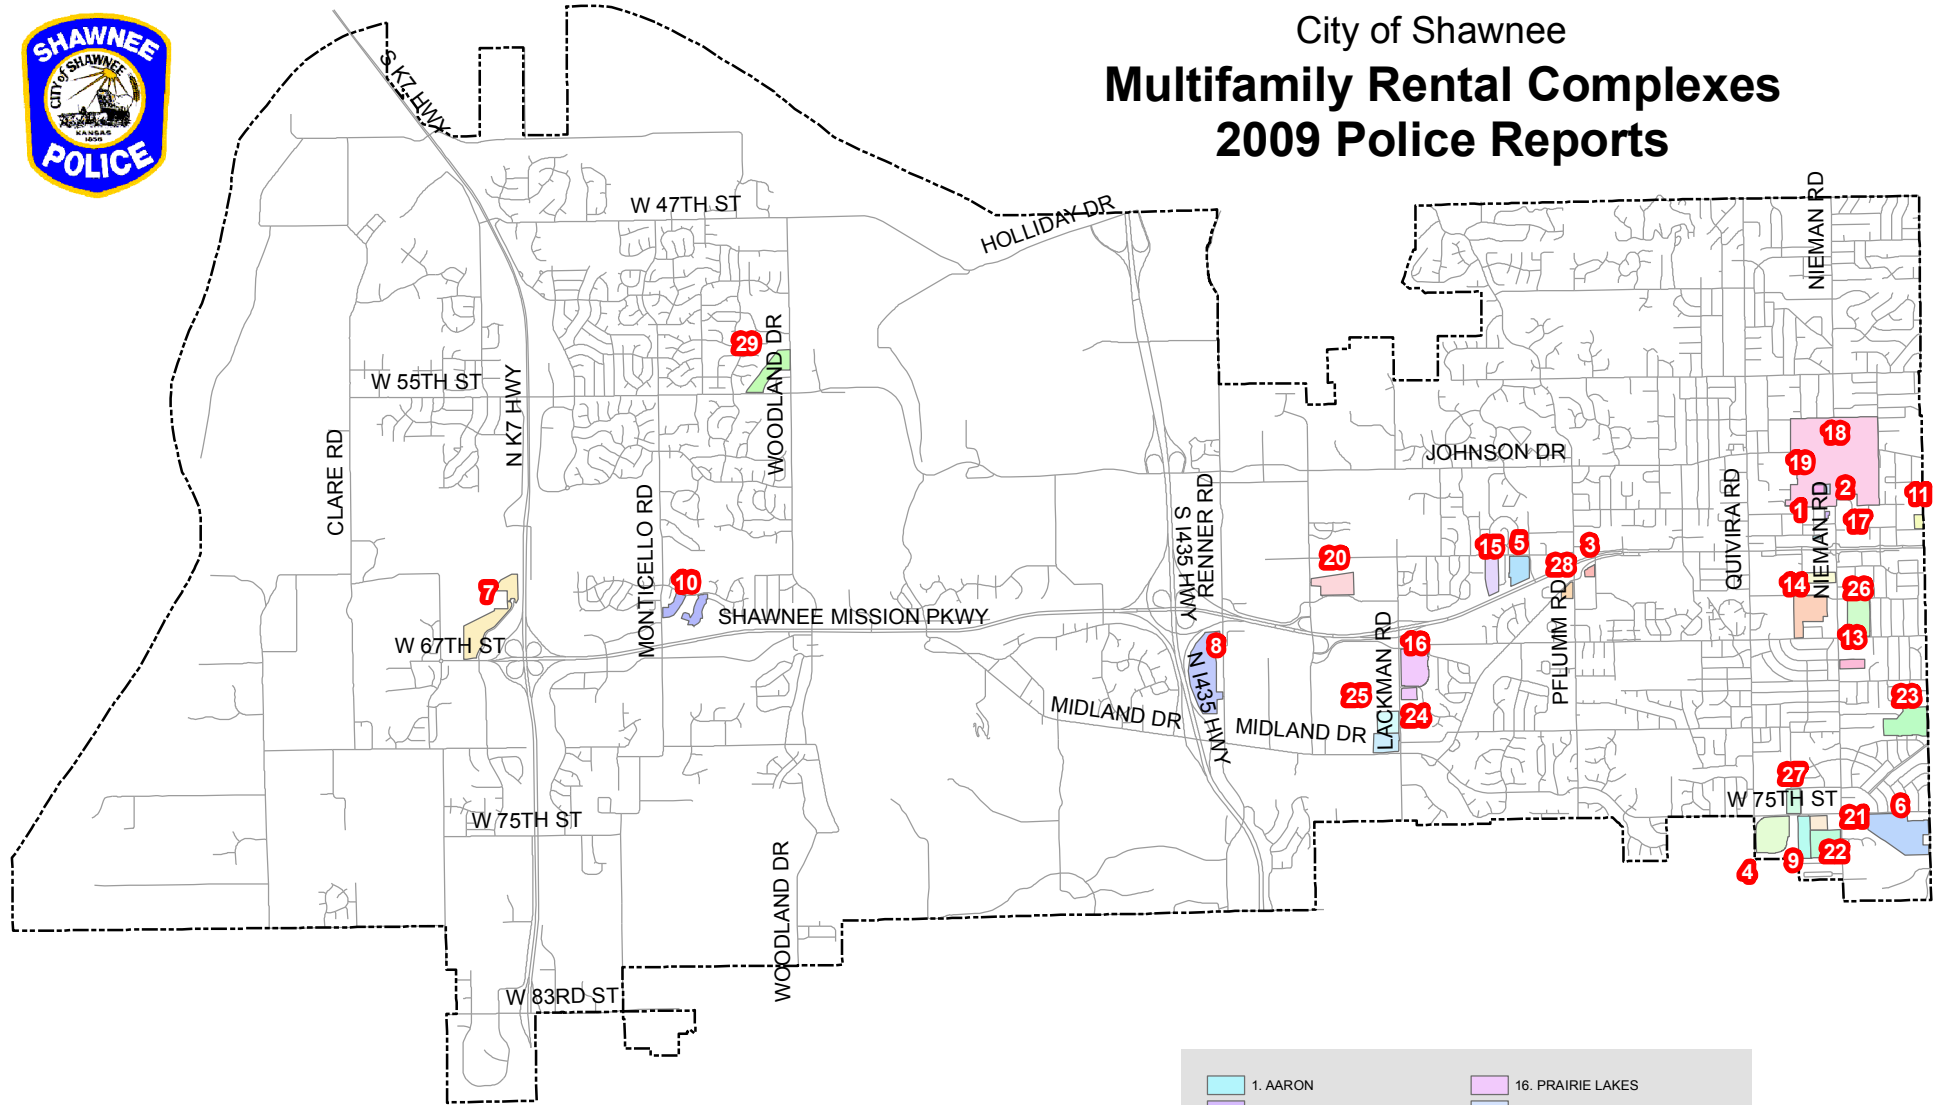 SHAWNEE
CITY of SHAWNEE
KANSAS
1856
POLICE
City of Shawnee
Multifamily Rental Complexes
2009 Police Reports
S K7 HWY
NIEMAN RD
W 47TH ST
HOLLIDAY DR
29
WOODLAND DR
W 55TH ST
N K7 HWY
CLARE RD
JOHNSON DR
18
19
2
11
1
17
QUIVIRA RD
NIEMAN RD
MONTICELLO RD
S I435 HWY
RENNER RD
20
15
5
3
28
7
10
14
26
SHAWNEE MISSION PKWY
W 67TH ST
8
N I435 HWY
LACKMAN RD
16
PFLUMM RD
13
25
24
23
MIDLAND DR
MIDLAND DR
27
W 75TH ST
6
21
W 75TH ST
22
9
4
WOODLAND DR
W 83RD ST
1. AARON
16. PRAIRIE LAKES